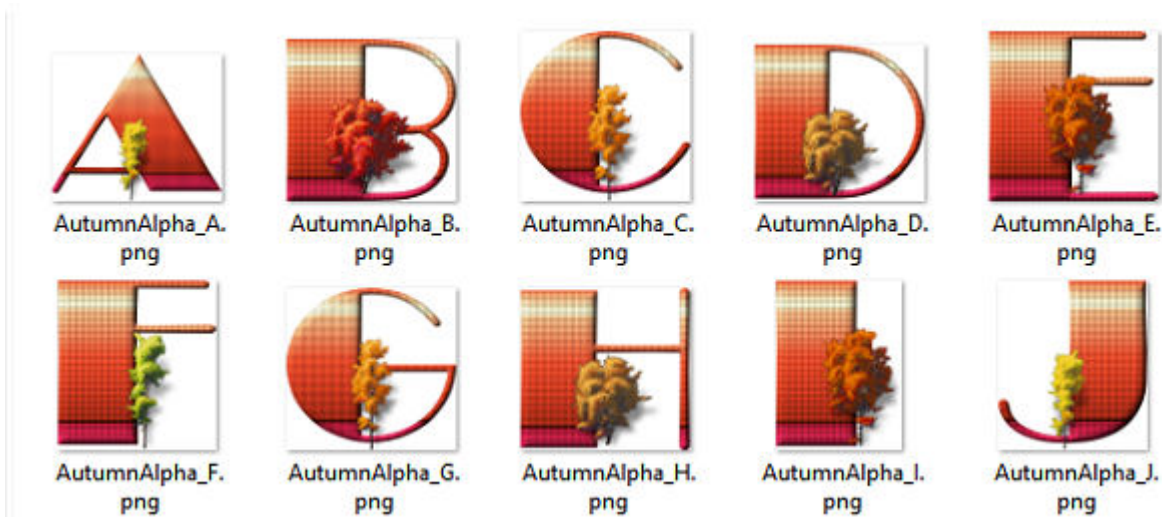 A B C D E
AutumnAlpha_A. AutumnAlpha_B. AutumnAlpha_C. AutumnAlpha_D. AutumnAlpha_E.
png png png png png
F G H I J
AutumnAlpha_F. AutumnAlpha_G. AutumnAlpha_H. AutumnAlpha_I. AutumnAlpha_J.
png png png png png